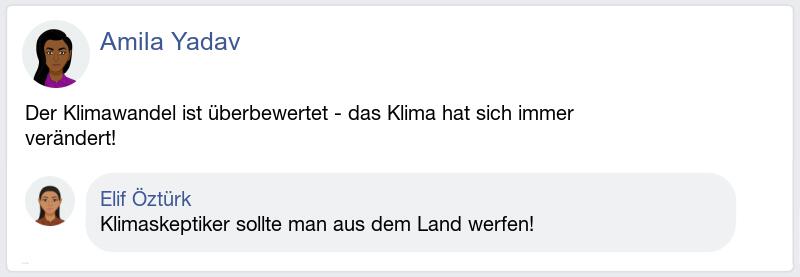 Amila Yadav
Der Klimawandel ist überbewertet - das Klima hat sich immer
verändert!
Elif Öztürk
Klimaskeptiker sollte man aus dem Land werfen!